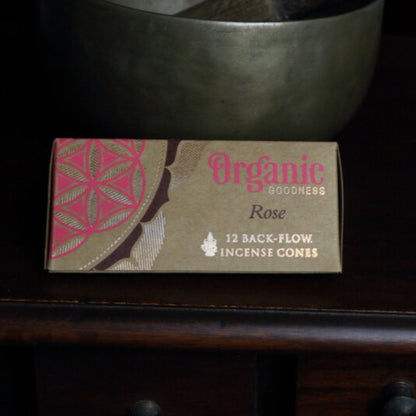 Organic
GOODNESS
Rose
12 BACK-FLOW
INCENSE CONES